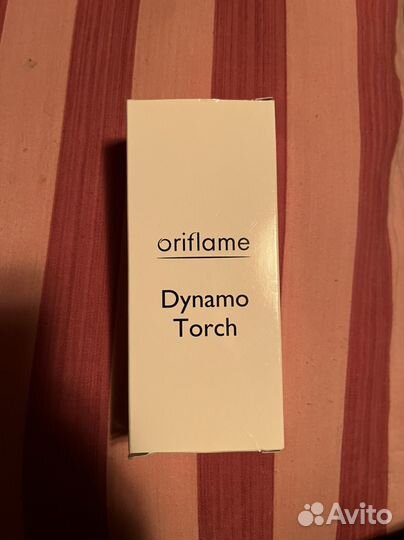 oriflame
Dynamo
Torch
Avito